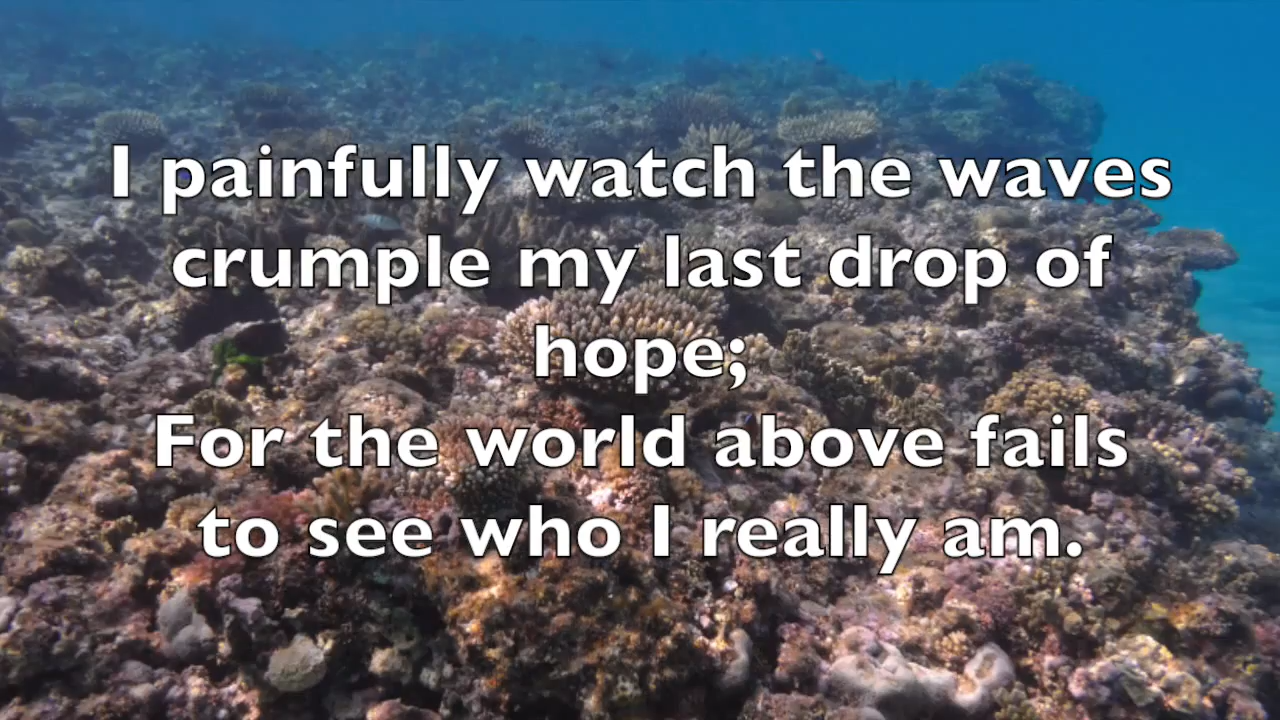 I painfully watch the waves
crumple my last drop of
hope;
For the world above fails
to see who I really am.